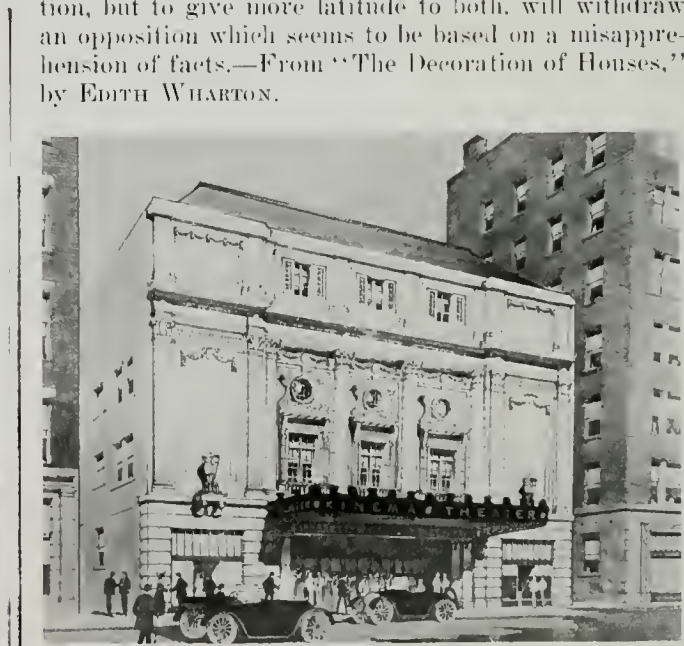 tion, but to give more latitude to both, will withdraw
an opposition which seems to be based on a misappre-
hension of facts.—From “The Decoration of Houses,”
by EDITH WHARTON.
KINEMA THEATER